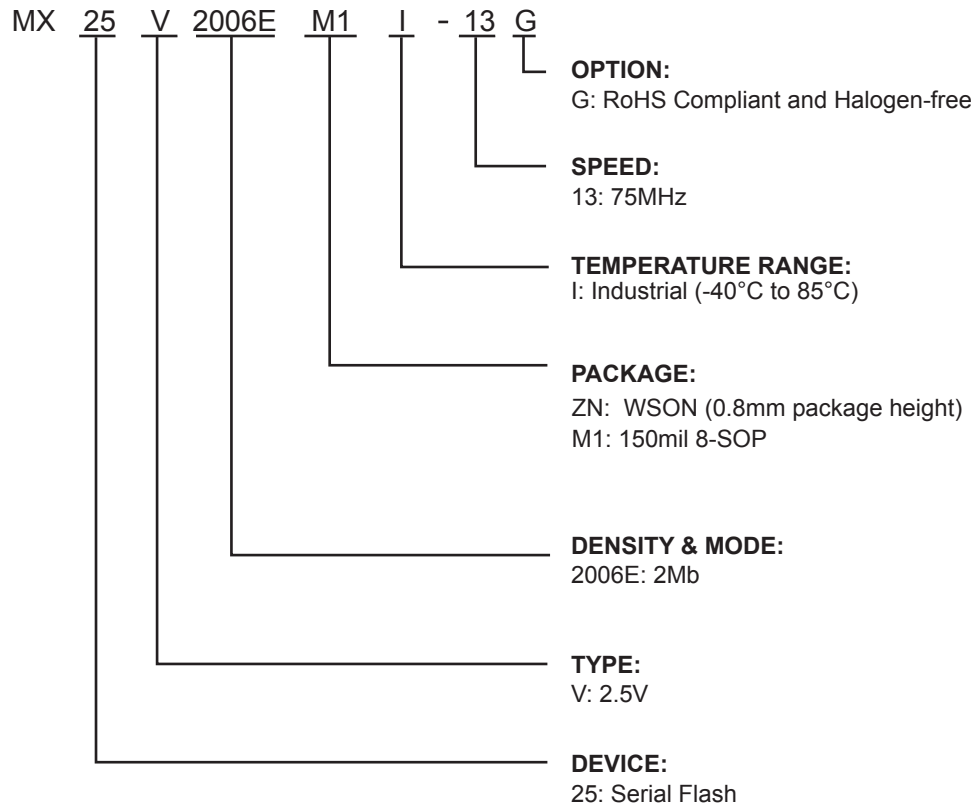 MX 25 V 2006E M1 I - 13 G
OPTION:
G: RoHS Compliant and Halogen-free
SPEED:
13: 75MHz
TEMPERATURE RANGE:
I: Industrial (-40°C to 85°C)
PACKAGE:
ZN: WSON (0.8mm package height)
M1: 150mil 8-SOP
DENSITY & MODE:
2006E: 2Mb
TYPE:
V: 2.5V
DEVICE:
25: Serial Flash